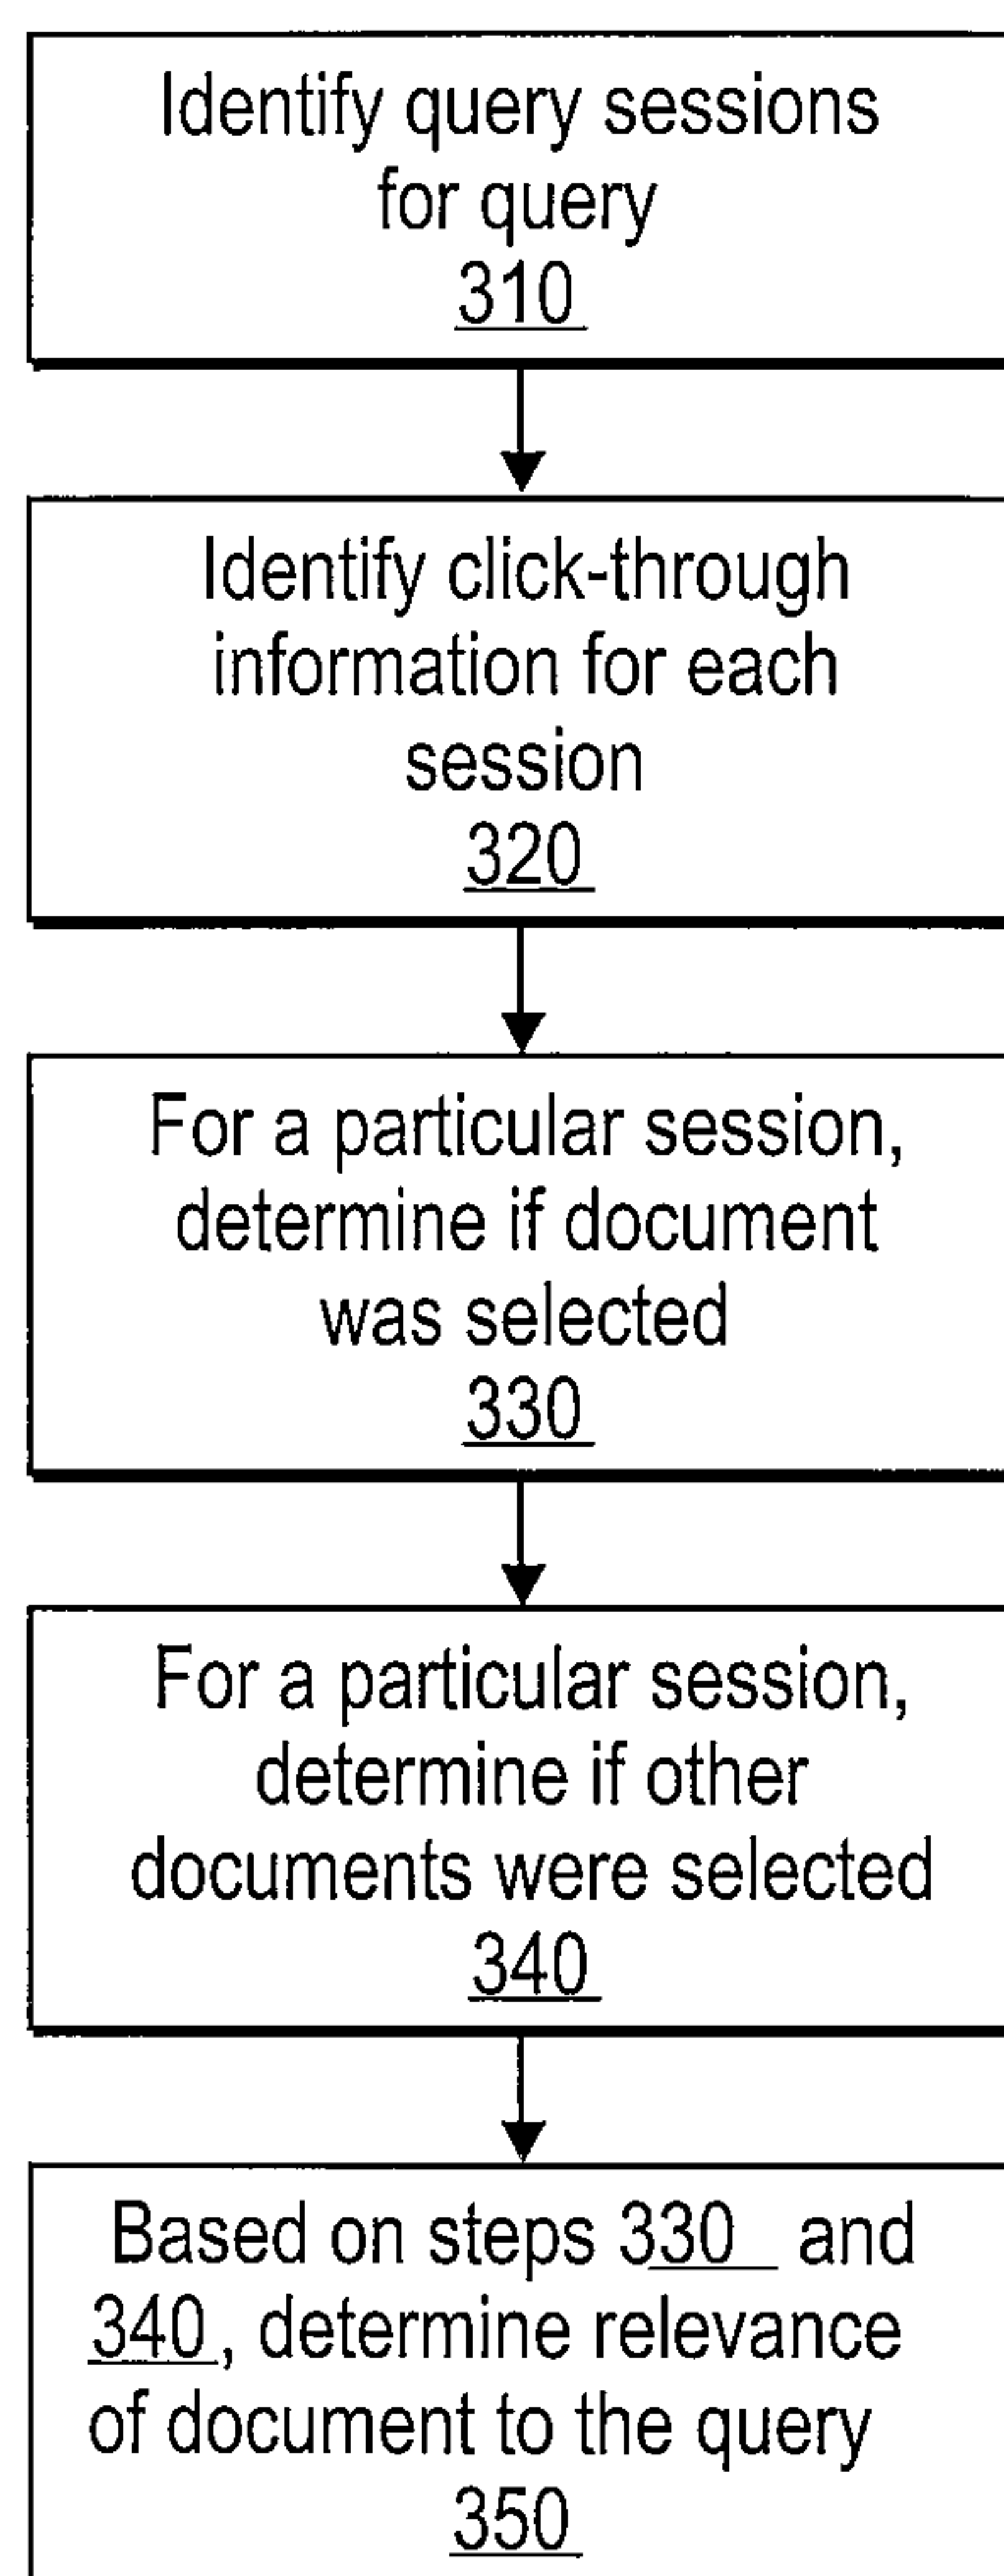 Identify query sessions
for query
310
Identify click-through
information for each
session
320
For a particular session,
determine if document
was selected
330
For a particular session,
determine if other
documents were selected
340
Based on steps 330 and
340, determine relevance
of document to the query
350